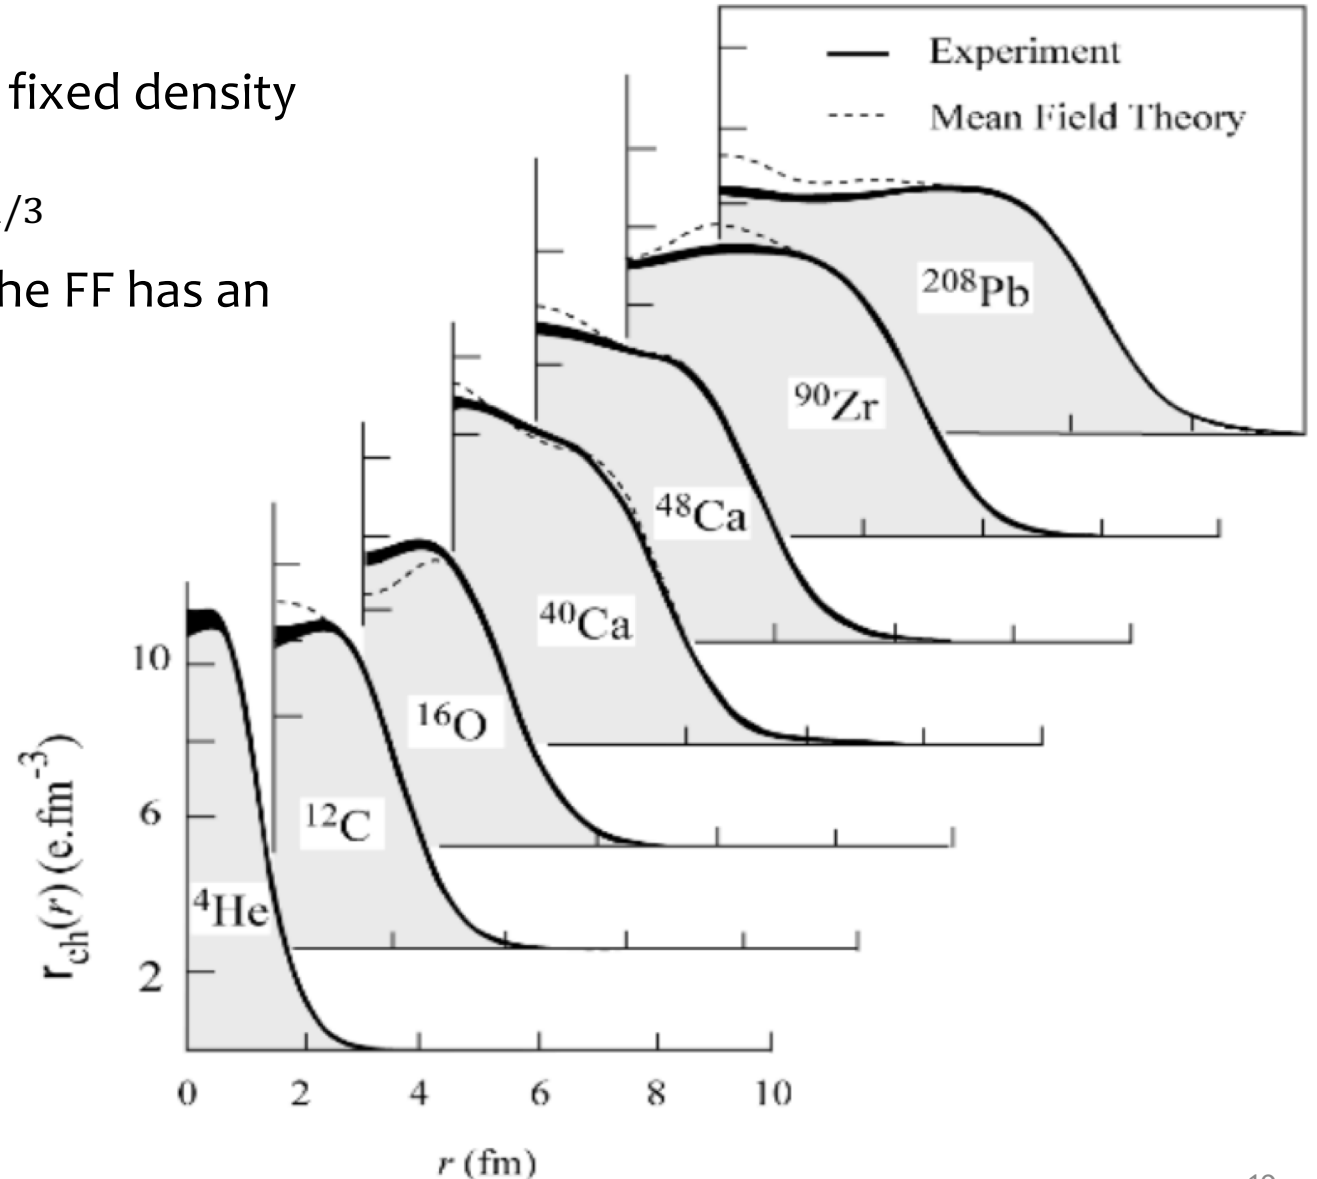 fixed density
1/3
he FF has an
Experiment
Mean Field Theory
208Pb
90Zr
48Ca
40Ca
16O
12C
4He
10
6
2
rch(r) (e.fm-3)
0 2 4 6 8 10
r (fm)